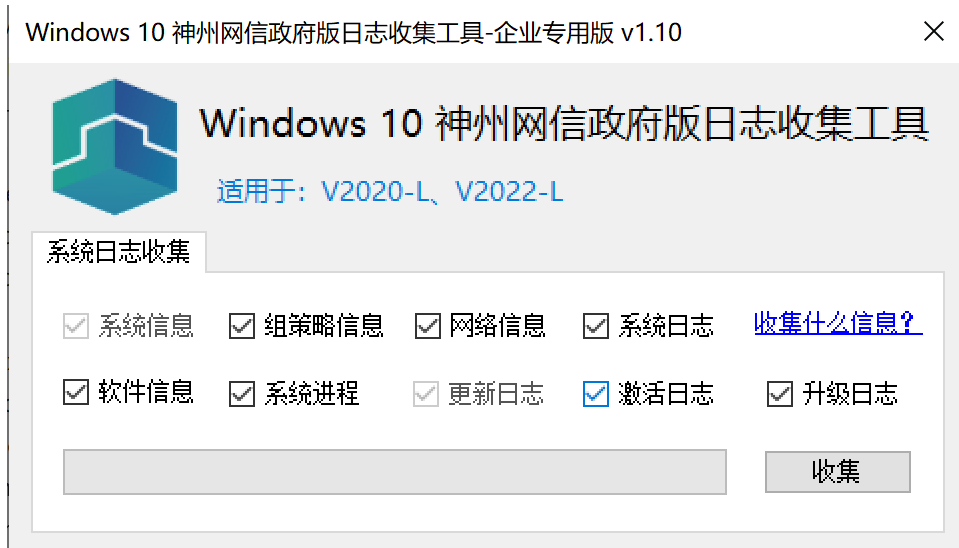 Windows 10 神州网信政府版日志收集工具-企业专用版 v1.10
Windows 10 神州网信政府版日志收集工具
适用于：V2020-L、V2022-L
系统日志收集
系统信息 组策略信息 网络信息 系统日志 收集什么信息？
软件信息 系统进程 更新日志 激活日志 升级日志
收集